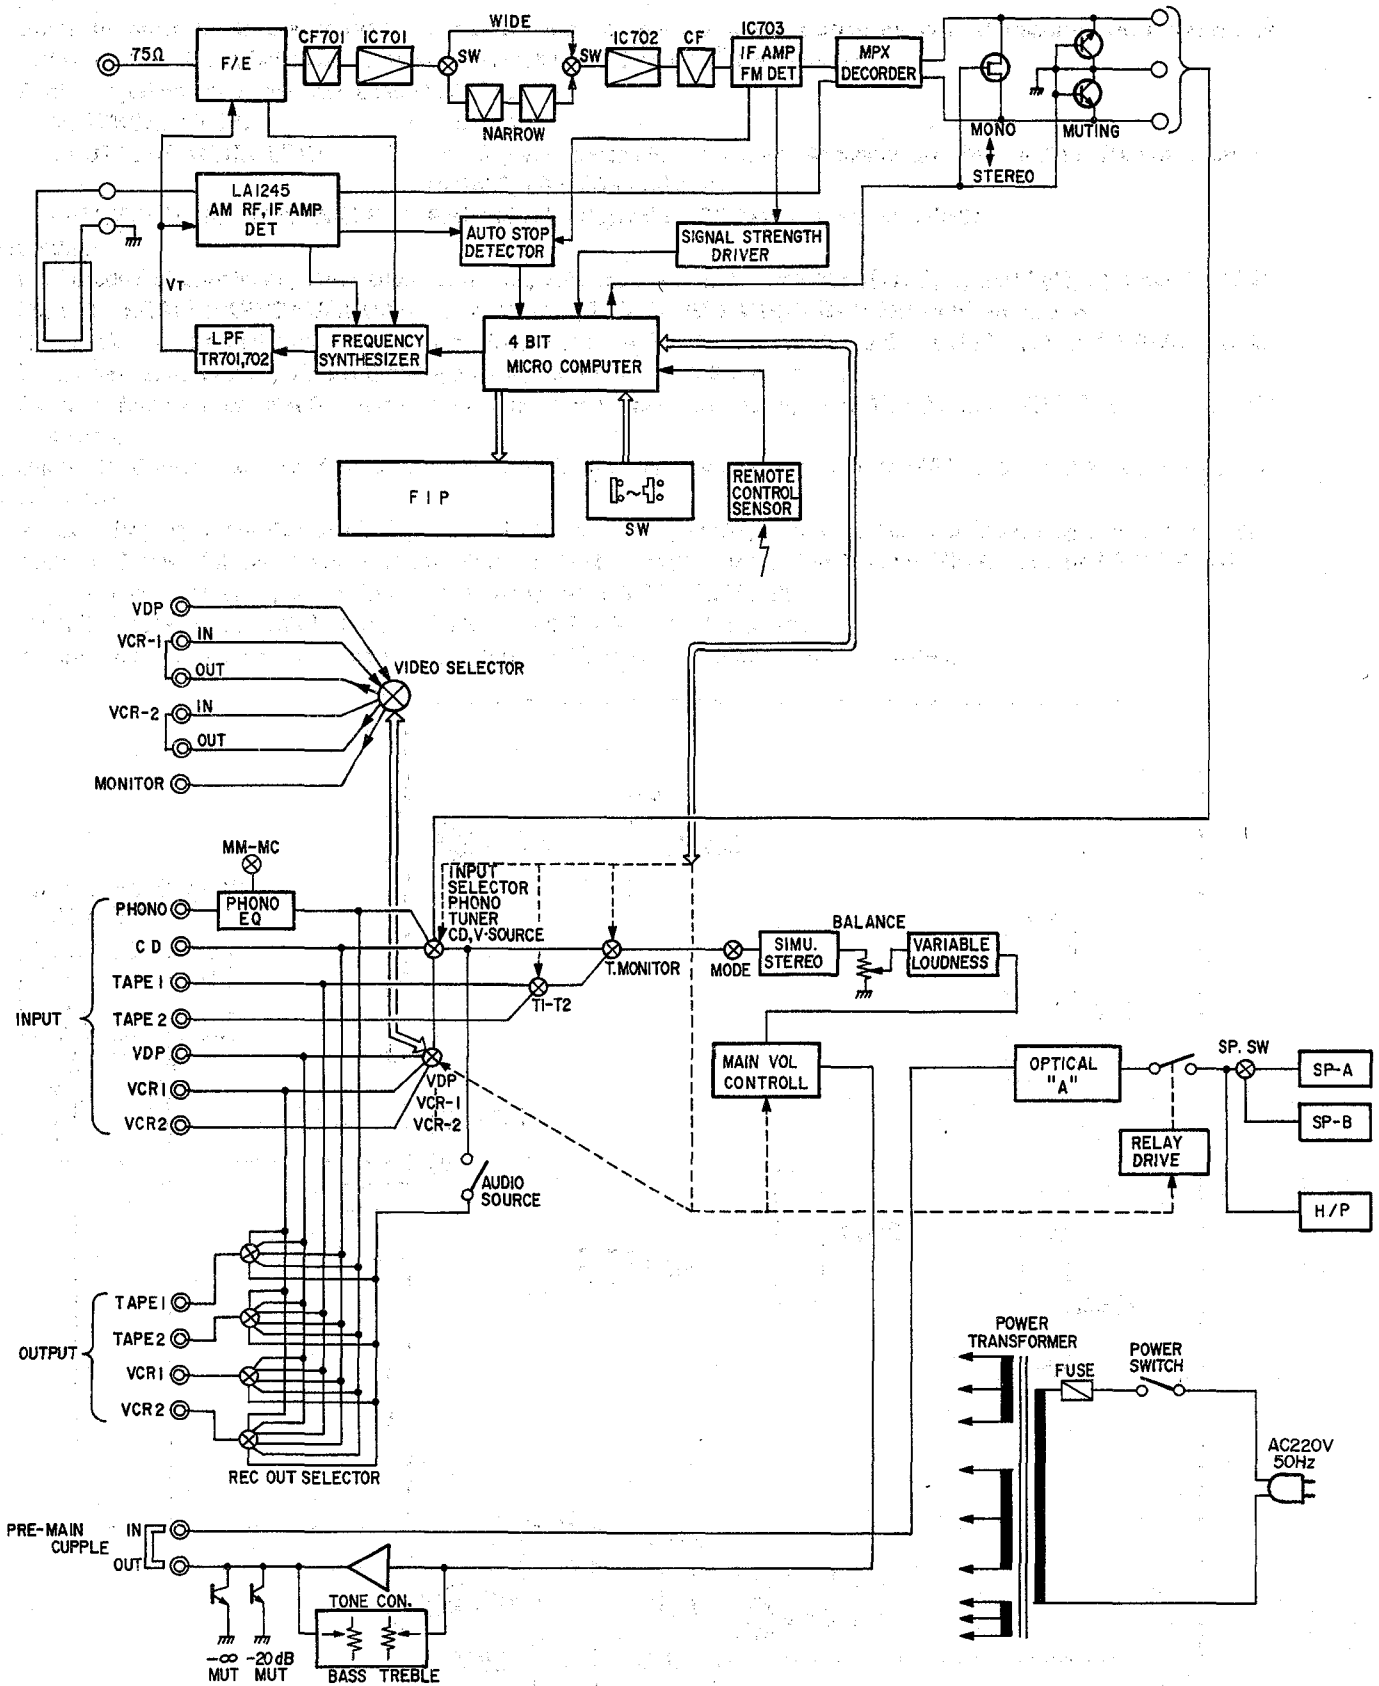 75Ω
F/E
CF701
IC701
SW
WIDE
NARROW
SW
IC702
CF
IC703
IF AMP
FM DET
MPX
DECORDER
MONO
STEREO
MUTING
LA1245
AM RF, IF AMP
DET
AUTO STOP
DETECTOR
SIGNAL STRENGTH
DRIVER
VT
LPF
TR701,702
FREQUENCY
SYNTHESIZER
4 BIT
MICRO COMPUTER
FIP
SW
REMOTE
CONTROL
SENSOR
VDP
VCR-1
IN
OUT
VCR-2
IN
OUT
MONITOR
VIDEO SELECTOR
MM-MC
INPUT
PHONO
PHONO
EQ
CD
TAPE1
TAPE2
VDP
VCR1
VCR2
INPUT
SELECTOR
PHONO
TUNER
CD,V·SOURCE
T1-T2
T.MONITOR
MODE
SIMU.
STEREO
BALANCE
VARIABLE
LOUDNESS
VDP
VCR-1
VCR-2
MAIN VOL
CONTROLL
OPTICAL
"A"
SP. SW
SP-A
SP-B
RELAY
DRIVE
H/P
AUDIO
SOURCE
OUTPUT
TAPE1
TAPE2
VCR1
VCR2
REC OUT SELECTOR
POWER
TRANSFORMER
FUSE
POWER
SWITCH
AC220V
50Hz
PRE-MAIN
CUPPLE
IN
OUT
-∞
MUT
-20dB
MUT
TONE CON.
BASS TREBLE